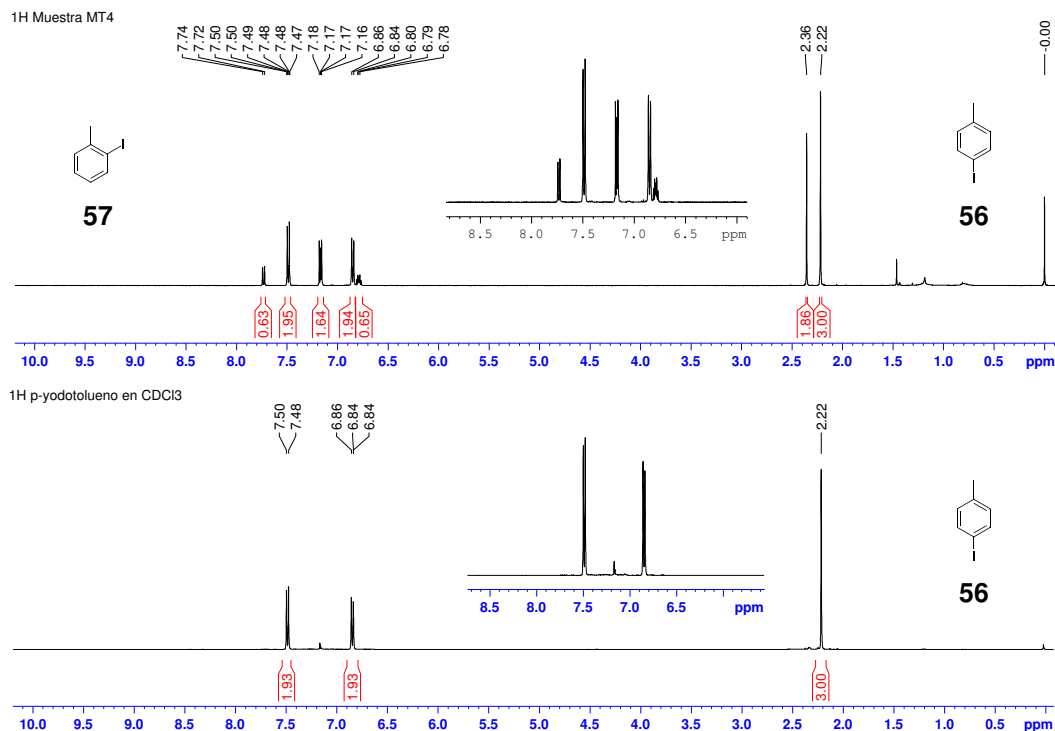 1H Muestra MT4
7.74 7.72 7.50 7.50 7.49 7.48 7.48 7.47 7.18 7.17 7.17 7.16 6.86 6.84 6.80 6.79 6.78 2.36 2.22 -0.00
I
57
I
56
8.5 8.0 7.5 7.0 6.5 ppm
0.63 1.95 1.64 1.94 0.65 1.86 3.00
10.0 9.5 9.0 8.5 8.0 7.5 7.0 6.5 6.0 5.5 5.0 4.5 4.0 3.5 3.0 2.5 2.0 1.5 1.0 0.5 ppm
1H p-yodotolueno en CDCl3
7.50 7.48 6.86 6.84 6.84 2.22
I
56
8.5 8.0 7.5 7.0 6.5 ppm
1.93 1.93 3.00
10.0 9.5 9.0 8.5 8.0 7.5 7.0 6.5 6.0 5.5 5.0 4.5 4.0 3.5 3.0 2.5 2.0 1.5 1.0 0.5 ppm